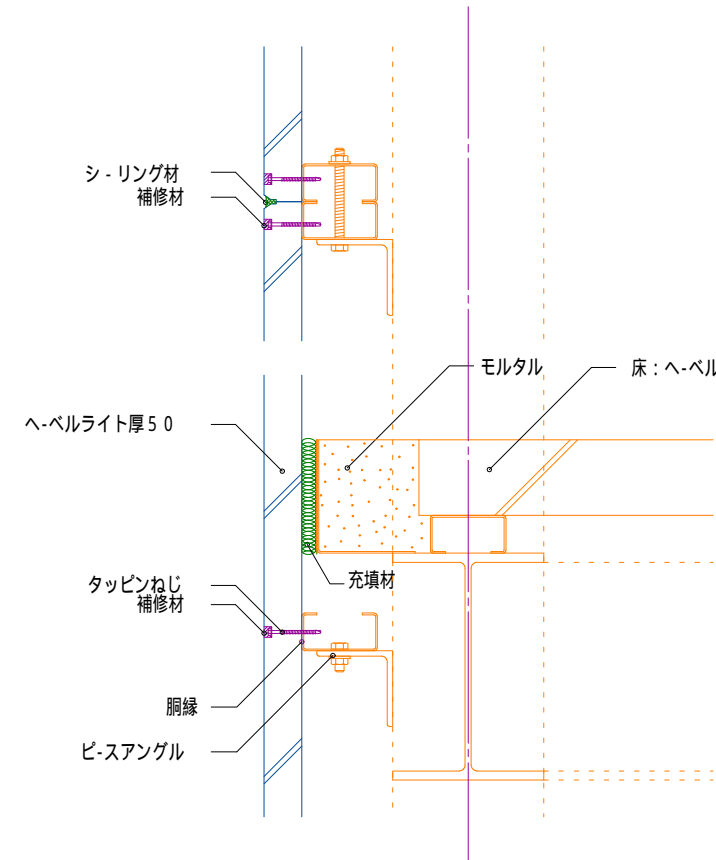 シ-リング材
補修材
モルタル
床：ヘ-ベル
ヘ-ベルライト厚５０
充填材
タッピンねじ
補修材
胴縁
ピ-スアングル